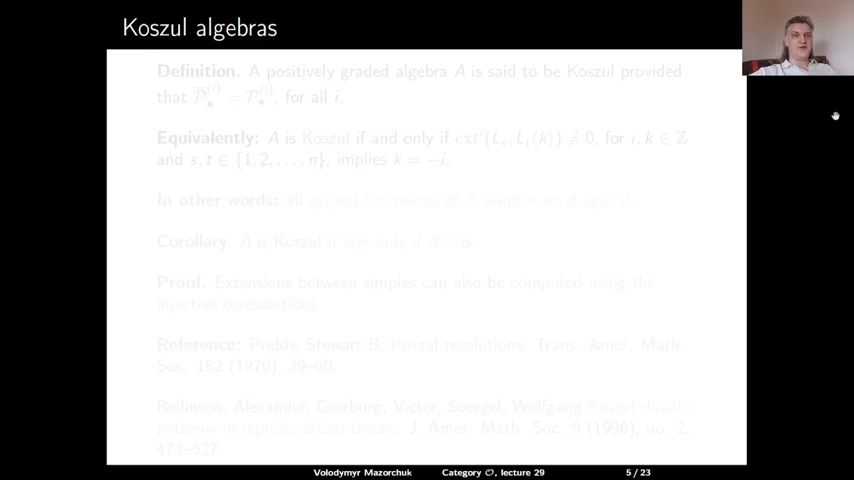 Koszul algebras
Definition. A positively graded algebra A is said to be Koszul provided
that 𝒫̅•⁽ⁱ⁾ = 𝒫•⁽ⁱ⁾, for all i.
Equivalently: A is Koszul if and only if extⁱ(Lₛ, Lₜ⟨k⟩) ≠ 0, for i, k ∈ ℤ
and s, t ∈ {1, 2, . . . , n}, implies k = −i.
In other words: all graded extensions of A-simples are diagonal.
Corollary. A is Koszul if and only if Aᵒᵖ is.
Proof. Extensions between simples can also be computed using the
injective coresolutions.
Reference: Priddy, Stewart B. Koszul resolutions. Trans. Amer. Math.
Soc. 152 (1970), 39–60.
Beilinson, Alexander; Ginzburg, Victor; Soergel, Wolfgang Koszul duality
patterns in representation theory. J. Amer. Math. Soc. 9 (1996), no. 2,
473–527
Volodymyr Mazorchuk Category 𝒪, lecture 29 5 / 23